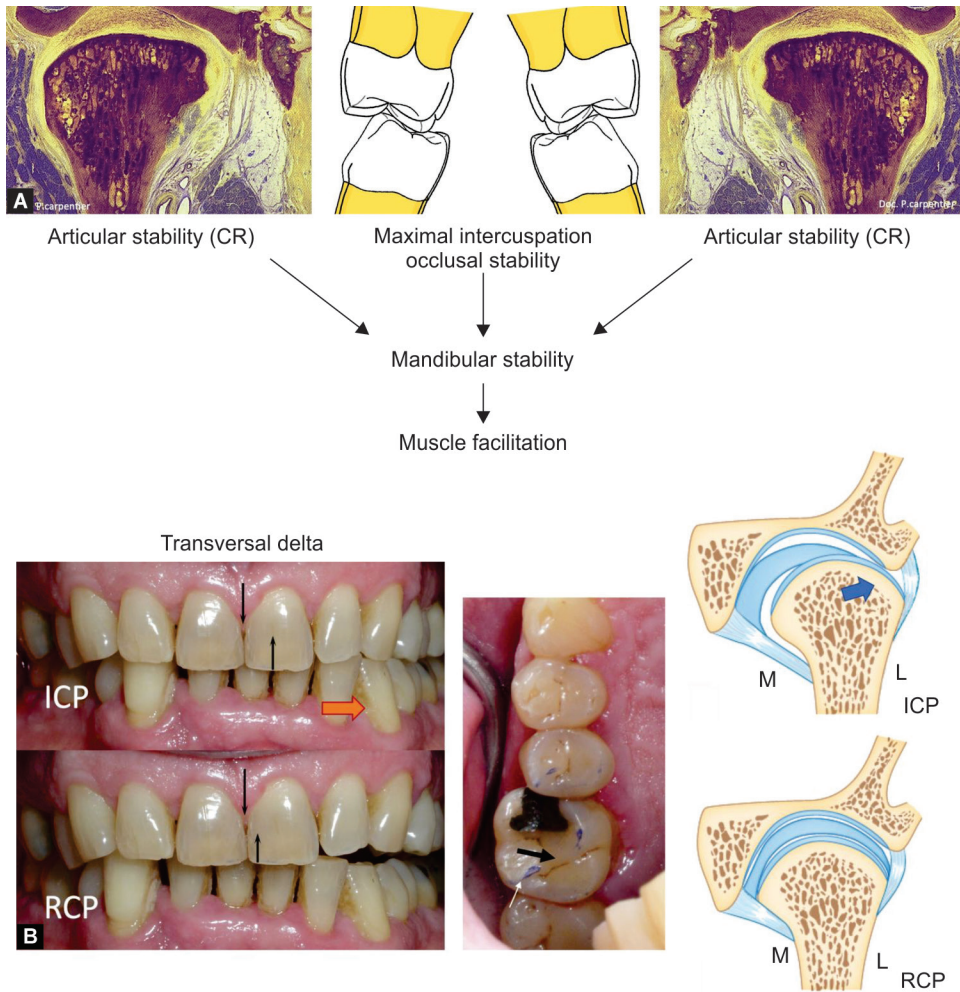 A
P.carpentier
Doc. P.carpentier
Articular stability (CR)
Maximal intercuspation
occlusal stability
Articular stability (CR)
Mandibular stability
Muscle facilitation
Transversal delta
ICP
RCP
B
M
L
ICP
M
L
RCP